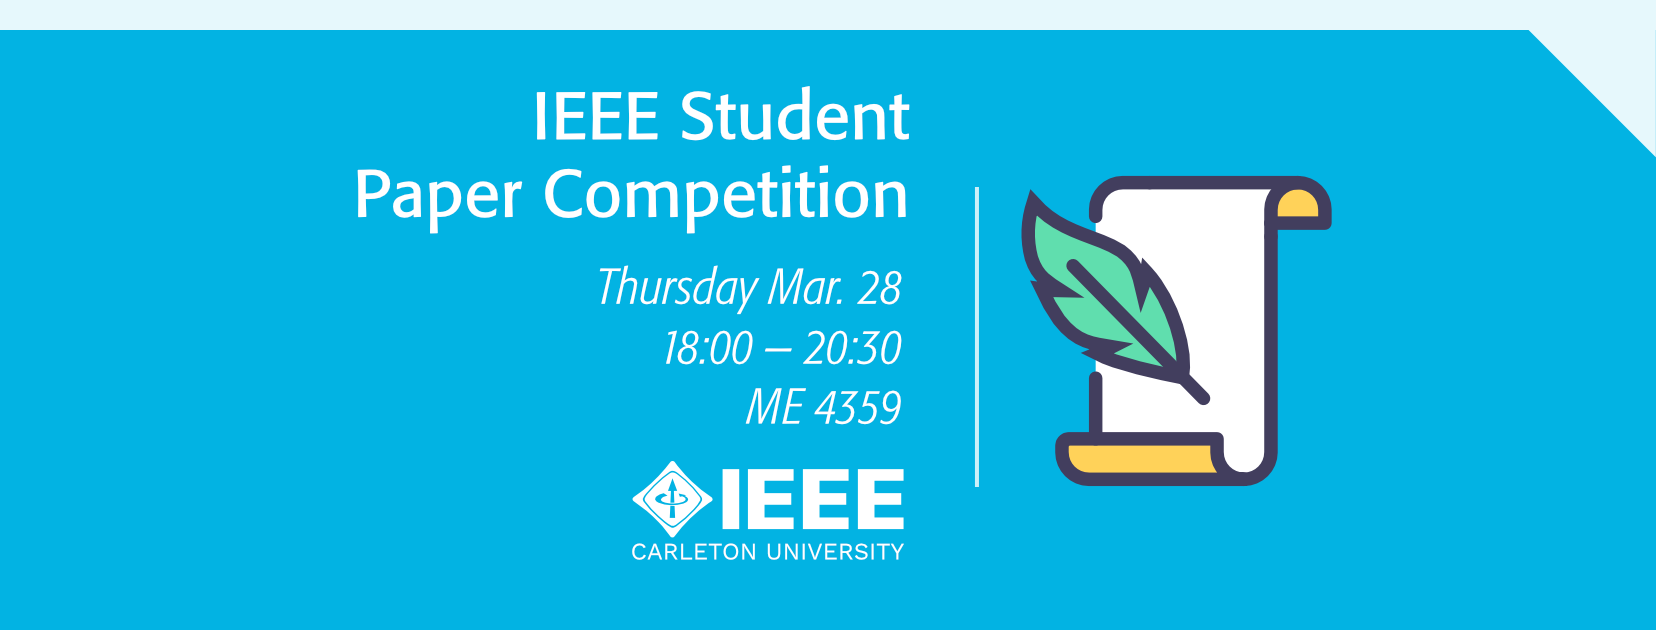 IEEE Student
Paper Competition
Thursday Mar. 28
18:00 – 20:30
ME 4359
IEEE
CARLETON UNIVERSITY